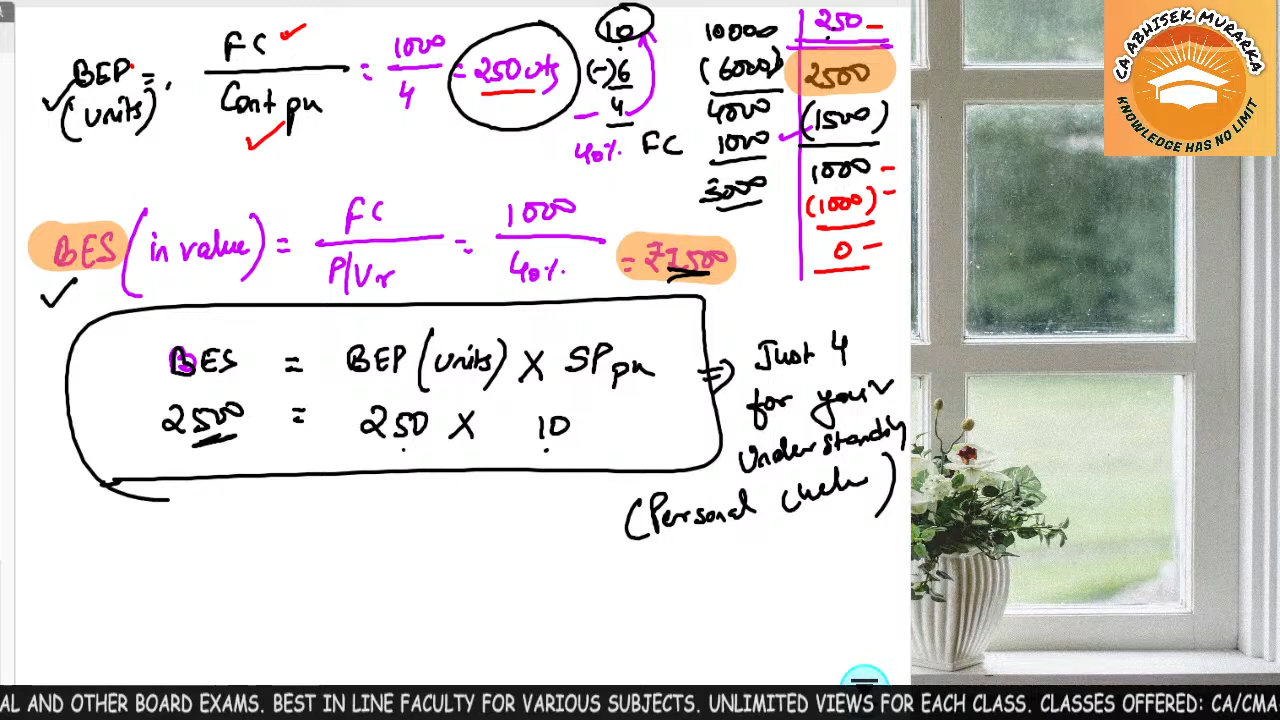 BEP (units) = FC / Cont pu = 1000 / 4 = 250 uts
10
(-) 6
4
40%
10000
(6000)
4000
FC 1000
3000
250
2500
(1500)
1000
(1000)
0
BES (in value) = FC / P/Vr = 1000 / 40% = ₹2,500
BES = BEP (units) X SP pu ⇒ Just 4
2500 = 250 X 10
for your
understanding
(Personal check)
CA ABHISEK MURARKA
KNOWLEDGE HAS NO LIMIT
AL AND OTHER BOARD EXAMS. BEST IN LINE FACULTY FOR VARIOUS SUBJECTS. UNLIMITED VIEWS FOR EACH CLASS. CLASSES OFFERED: CA/CMA